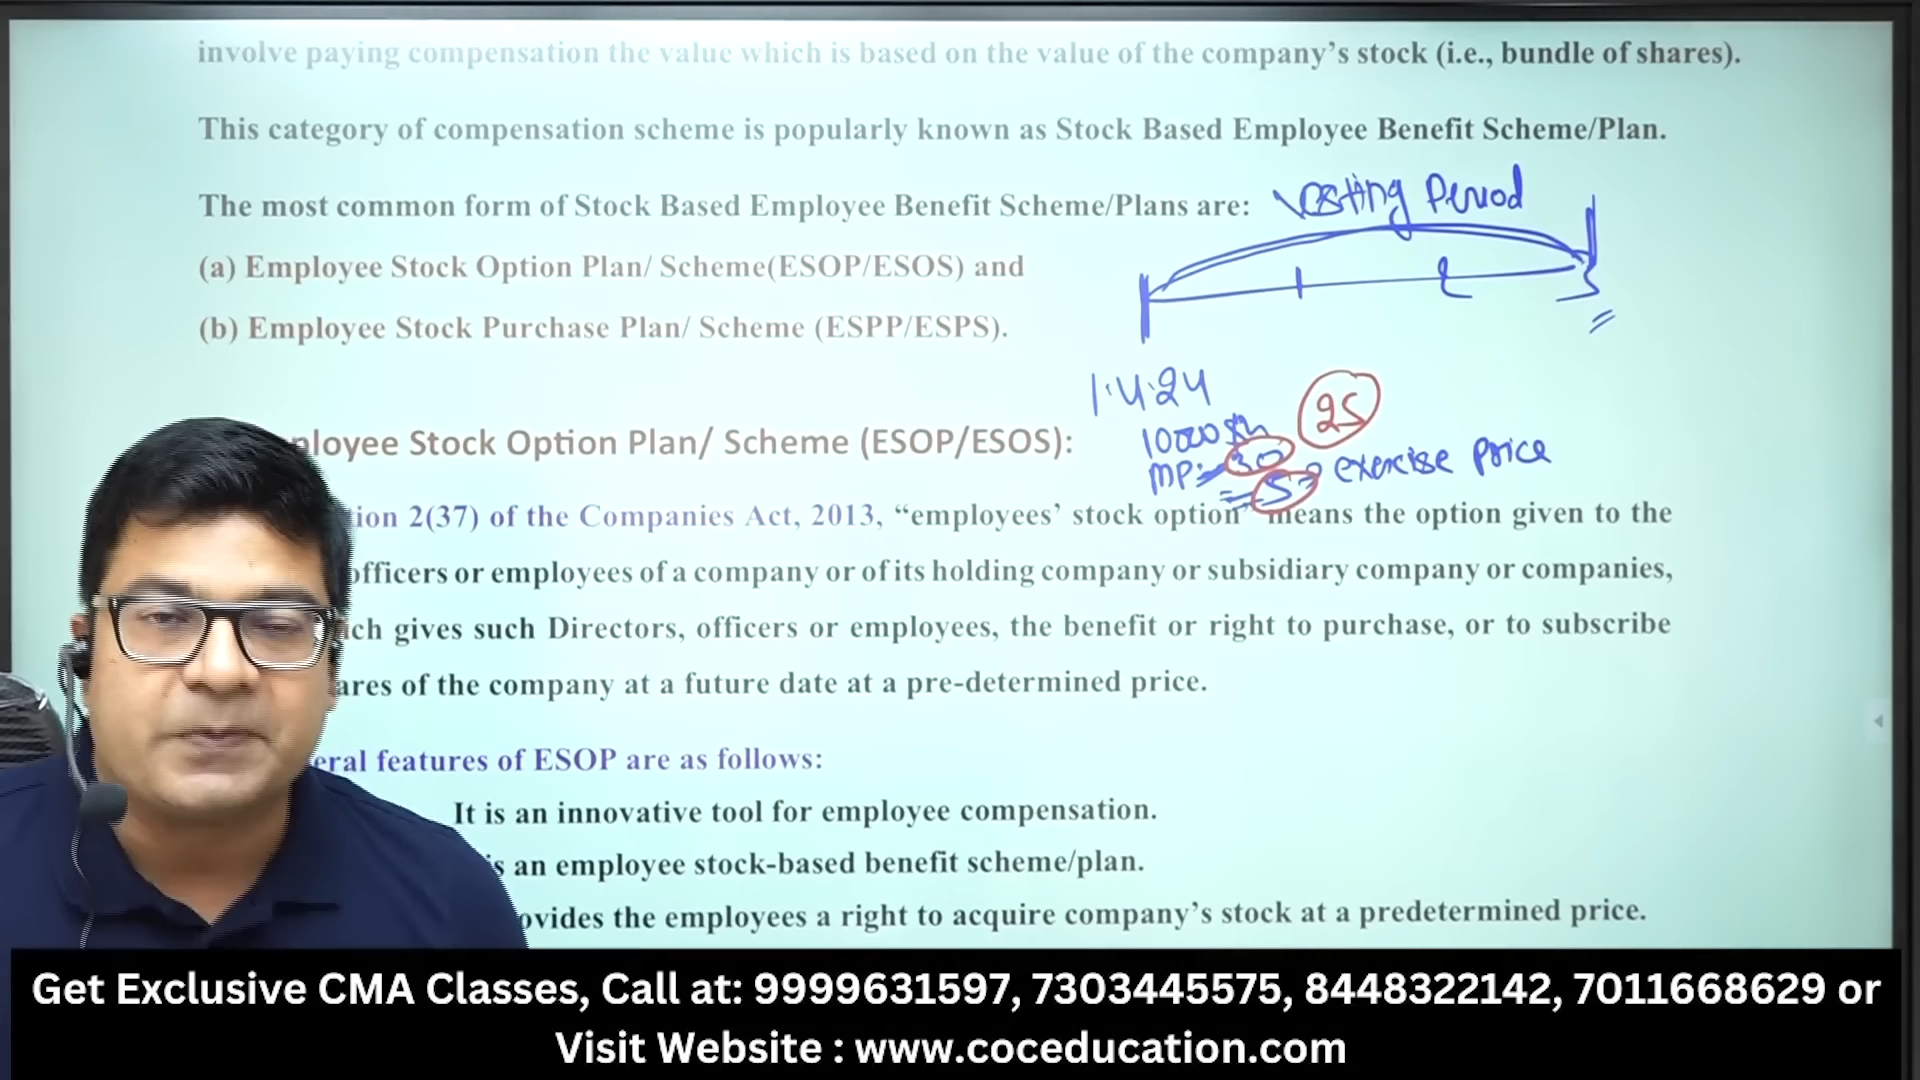 involve paying compensation the value which is based on the value of the company's stock (i.e., bundle of shares).
This category of compensation scheme is popularly known as Stock Based Employee Benefit Scheme/Plan.
The most common form of Stock Based Employee Benefit Scheme/Plans are: Vesting Period
(a) Employee Stock Option Plan/ Scheme(ESOP/ESOS) and
(b) Employee Stock Purchase Plan/ Scheme (ESPP/ESPS).
1.4.24
25
ployee Stock Option Plan/ Scheme (ESOP/ESOS):
1000 sh
MP 30
5 exercise price
ion 2(37) of the Companies Act, 2013, “employees’ stock option” means the option given to the
officers or employees of a company or of its holding company or subsidiary company or companies,
ich gives such Directors, officers or employees, the benefit or right to purchase, or to subscribe
ares of the company at a future date at a pre-determined price.
eral features of ESOP are as follows:
It is an innovative tool for employee compensation.
s an employee stock-based benefit scheme/plan.
ovides the employees a right to acquire company’s stock at a predetermined price.
Get Exclusive CMA Classes, Call at: 9999631597, 7303445575, 8448322142, 7011668629 or
Visit Website : www.coceducation.com